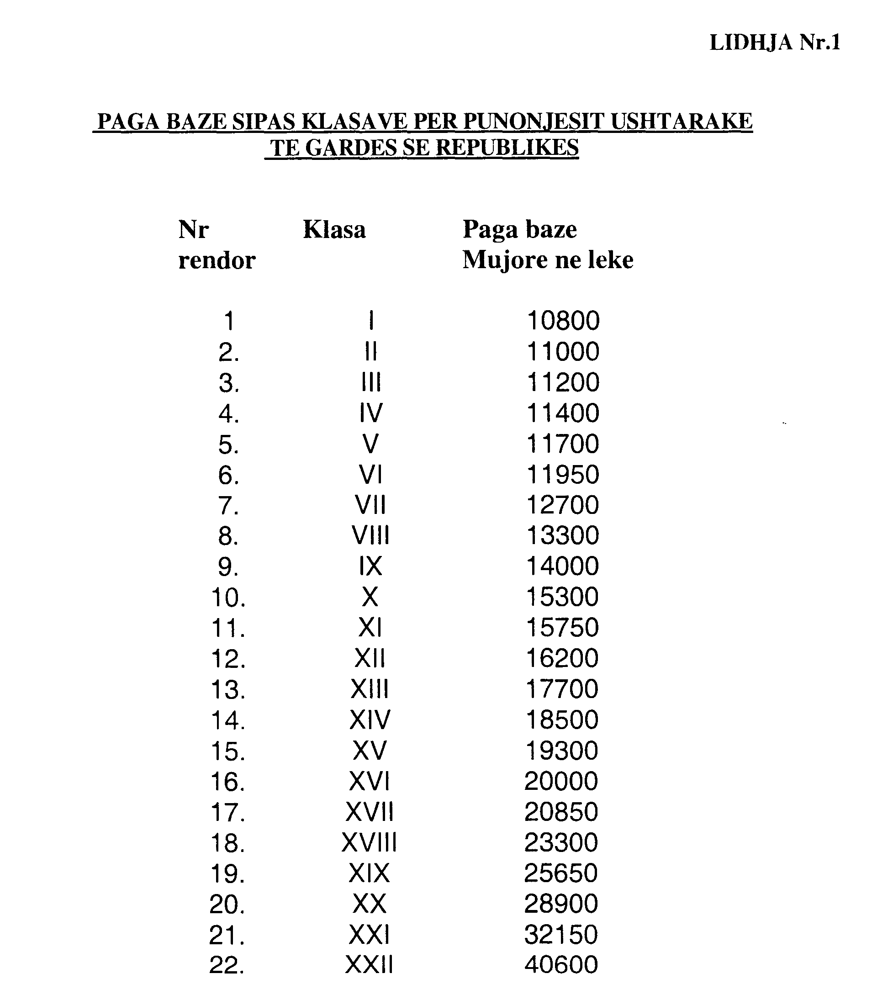 LIDHJA Nr.1
PAGA BAZE SIPAS KLASAVE PER PUNONJESIT USHTARAKE
TE GARDES SE REPUBLIKES
Nr Klasa Paga baze
rendor Mujore ne leke
1 I 10800
2. II 11000
3. III 11200
4. IV 11400
5. V 11700
6. VI 11950
7. VII 12700
8. VIII 13300
9. IX 14000
10. X 15300
11. XI 15750
12. XII 16200
13. XIII 17700
14. XIV 18500
15. XV 19300
16. XVI 20000
17. XVII 20850
18. XVIII 23300
19. XIX 25650
20. XX 28900
21. XXI 32150
22. XXII 40600